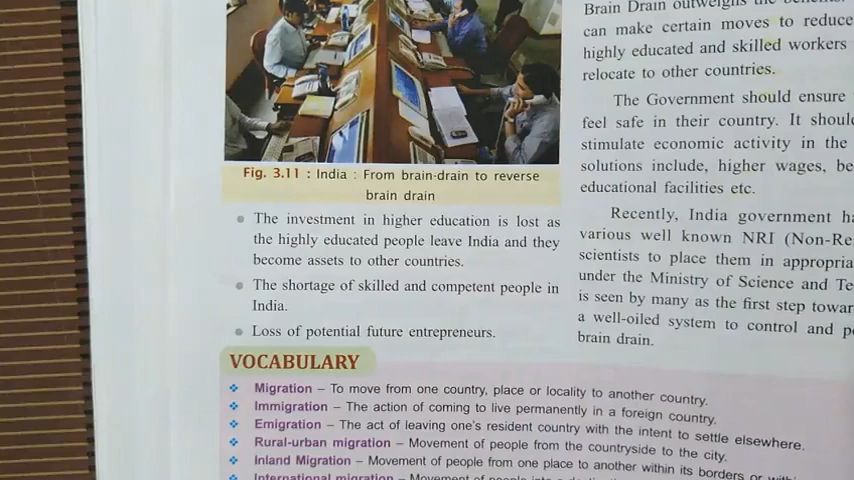 Fig. 3.11 : India : From brain-drain to reverse
brain drain
• The investment in higher education is lost as
the highly educated people leave India and they
become assets to other countries.
• The shortage of skilled and competent people in
India.
• Loss of potential future entrepreneurs.
Brain Drain outweighs the
can make certain moves to reduce
highly educated and skilled workers
relocate to other countries.
The Government should ensure
feel safe in their country. It should
stimulate economic activity in the
solutions include, higher wages,
educational facilities etc.
Recently, India government
various well known NRI
scientists to place them in
under the Ministry of Science and
is seen by many as the first step
a well-oiled system to control and
brain drain.
VOCABULARY
❖ Migration – To move from one country, place or locality to another country.
❖ Immigration – The action of coming to live permanently in a foreign country.
❖ Emigration – The act of leaving one's resident country with the intent to settle elsewhere.
❖ Rural-urban migration – Movement of people from the countryside to the city.
❖ Inland Migration – Movement of people from one place to another within its borders or
International migration – Movement of people